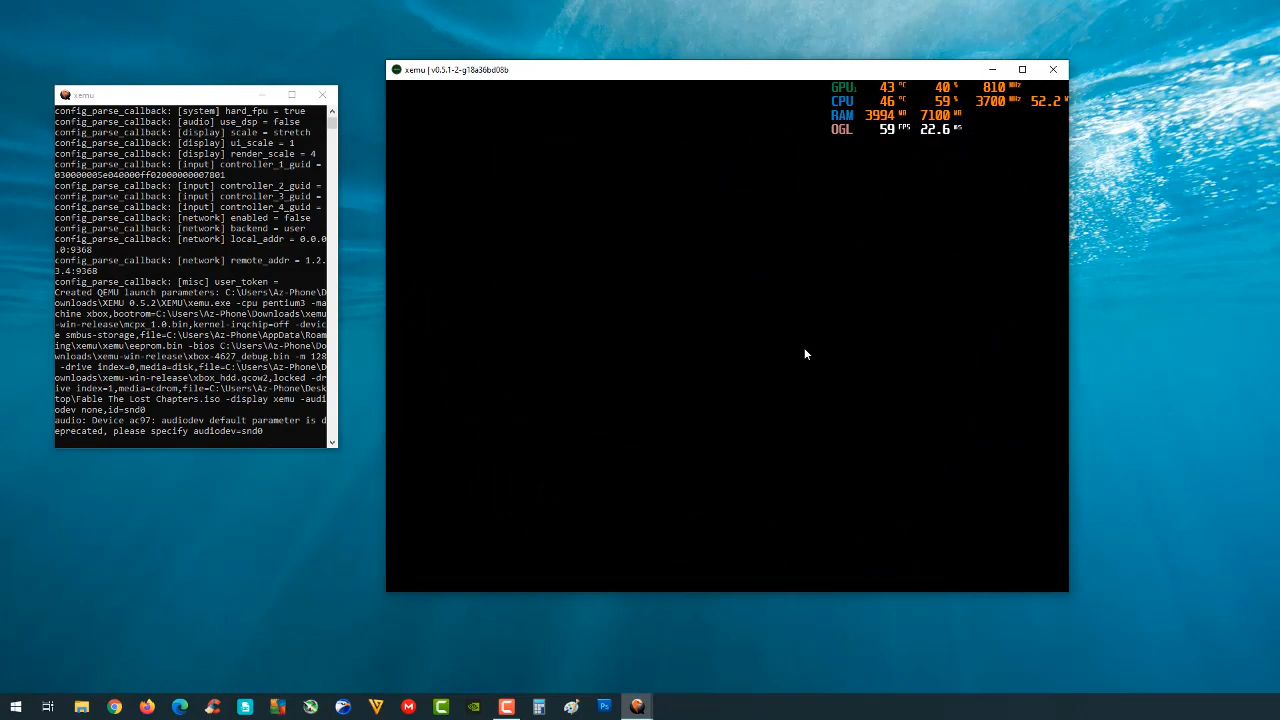 xemu
config_parse_callback: [system] hard_fpu = true
config_parse_callback: [audio] use_dsp = false
config_parse_callback: [display] scale = stretch
config_parse_callback: [display] ui_scale = 1
config_parse_callback: [display] render_scale = 4
config_parse_callback: [input] controller_1_guid =
030000005e040000ff02000000007801
config_parse_callback: [input] controller_2_guid =
config_parse_callback: [input] controller_3_guid =
config_parse_callback: [input] controller_4_guid =
config_parse_callback: [network] enabled = false
config_parse_callback: [network] backend = user
config_parse_callback: [network] local_addr = 0.0.0
.0:9368
config_parse_callback: [network] remote_addr = 1.2.
3.4:9368
config_parse_callback: [misc] user_token =
Created QEMU launch parameters: C:\Users\Az-Phone\D
ownloads\XEMU 0.5.2\XEMU\xemu.exe -cpu pentium3 -ma
chine xbox,bootrom=C:\Users\Az-Phone\Downloads\xemu
-win-release\mcpx_1.0.bin,kernel-irqchip=off -devic
e smbus-storage,file=C:\Users\Az-Phone\AppData\Roam
ing\xemu\xemu\eeprom.bin -bios C:\Users\Az-Phone\Do
wnloads\xemu-win-release\xbox-4627_debug.bin -m 128
-drive index=0,media=disk,file=C:\Users\Az-Phone\Do
wnloads\xemu-win-release\xbox_hdd.qcow2,locked -dr
ive index=1,media=cdrom,file=C:\Users\Az-Phone\Desk
top\Fable The Lost Chapters.iso -display xemu -audi
odev none,id=snd0
audio: Device ac97: audiodev default parameter is d
eprecated, please specify audiodev=snd0
xemu | v0.5.1-2-g18a36bd08b
GPU1 43 °C 40 % 810 MHz
CPU 46 °C 59 % 3700 MHz 52.2 W
RAM 3994 MB 7100 MB
OGL 59 FPS 22.6 ms
Ps